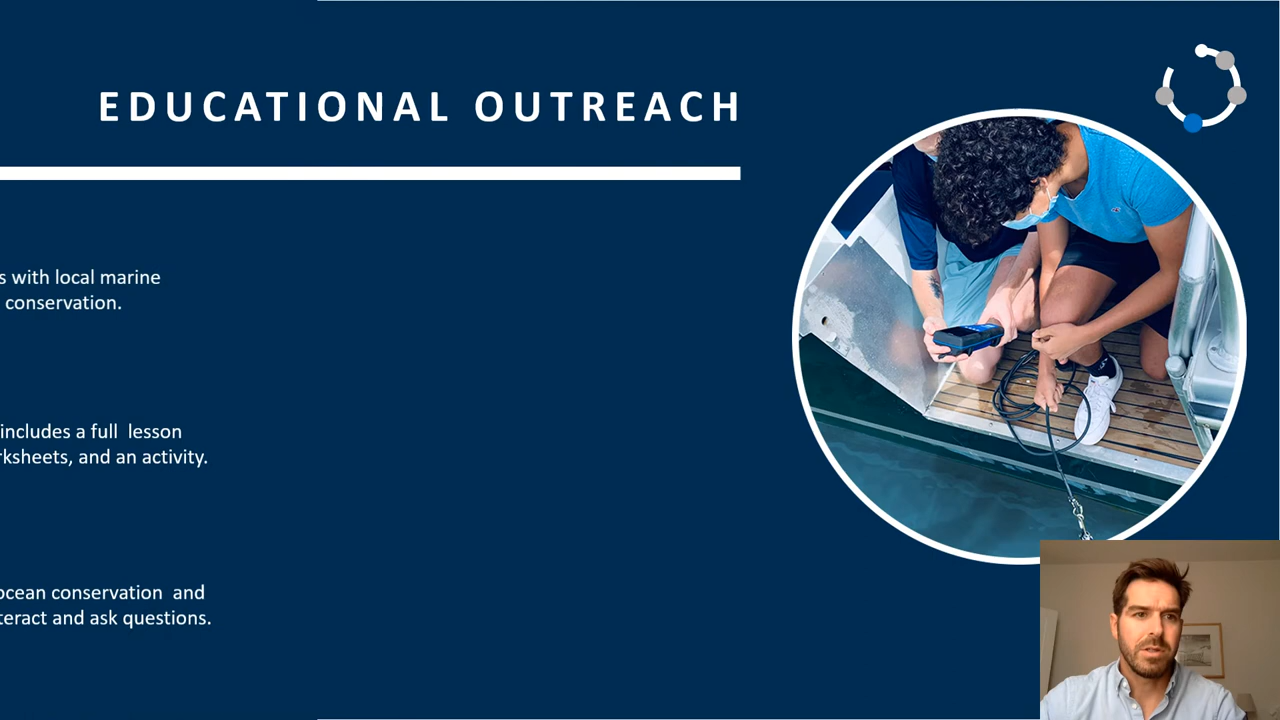 EDUCATIONAL OUTREACH
s with local marine
conservation.
includes a full lesson
rksheets, and an activity.
ocean conservation and
teract and ask questions.